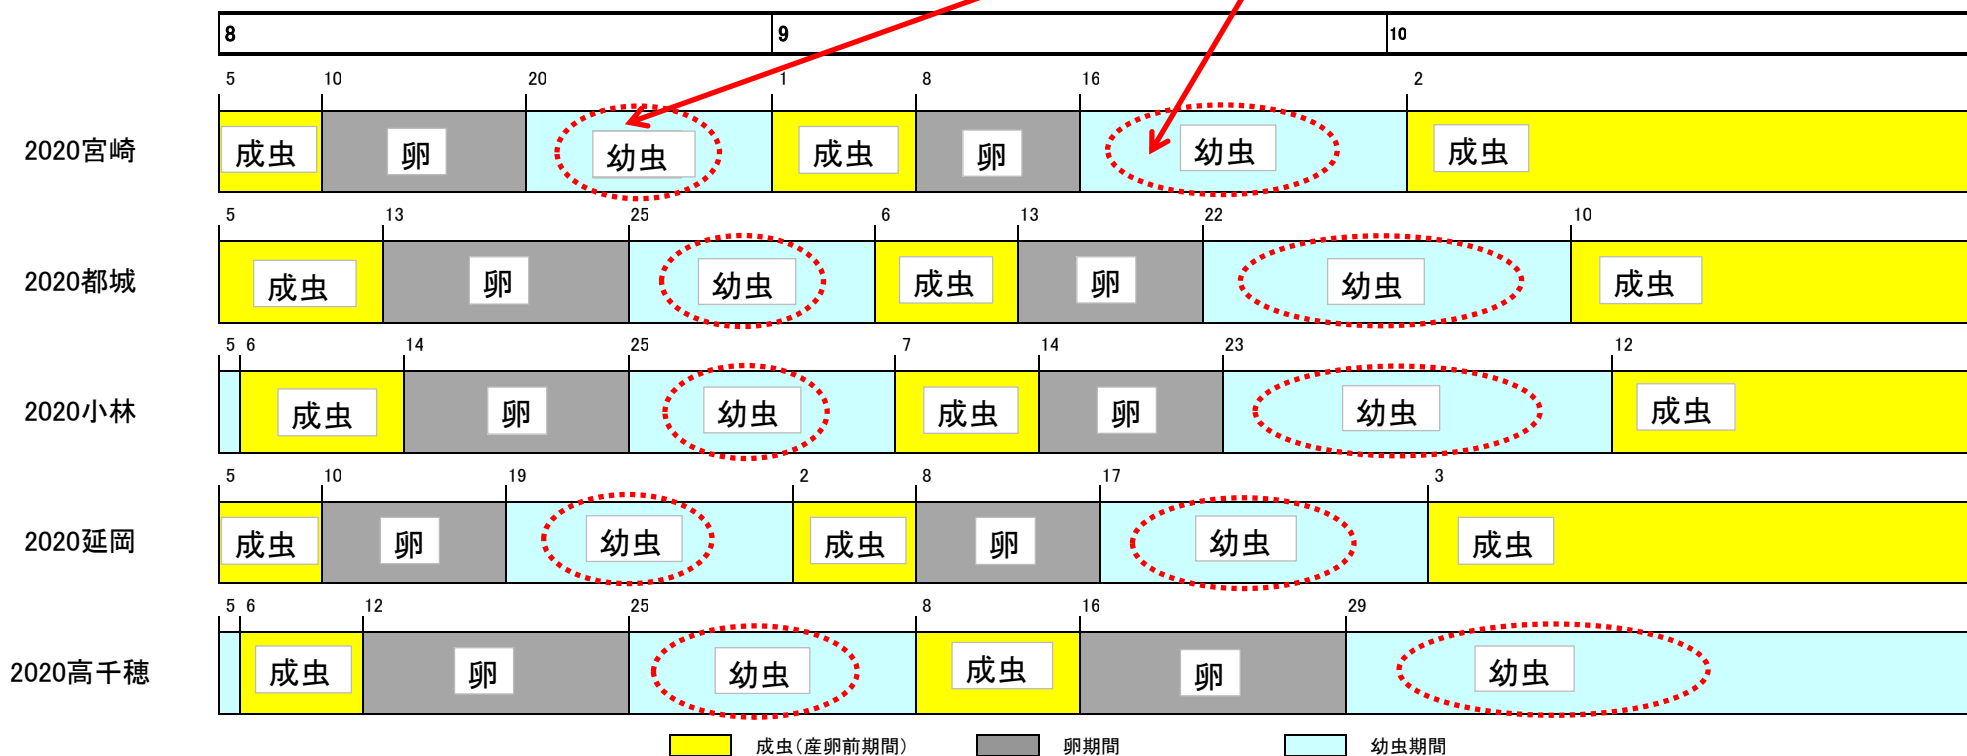 8 9 10
5 10 20 1 8 16 2
2020宮崎 成虫 卵 幼虫 成虫 卵 幼虫 成虫
5 13 25 6 13 22 10
2020都城 成虫 卵 幼虫 成虫 卵 幼虫 成虫
5 6 14 25 7 14 23 12
2020小林 成虫 卵 幼虫 成虫 卵 幼虫 成虫
5 10 19 2 8 17 3
2020延岡 成虫 卵 幼虫 成虫 卵 幼虫 成虫
5 6 12 25 8 16 29
2020高千穂 成虫 卵 幼虫 成虫 卵 幼虫
成虫(産卵前期間) 卵期間 幼虫期間